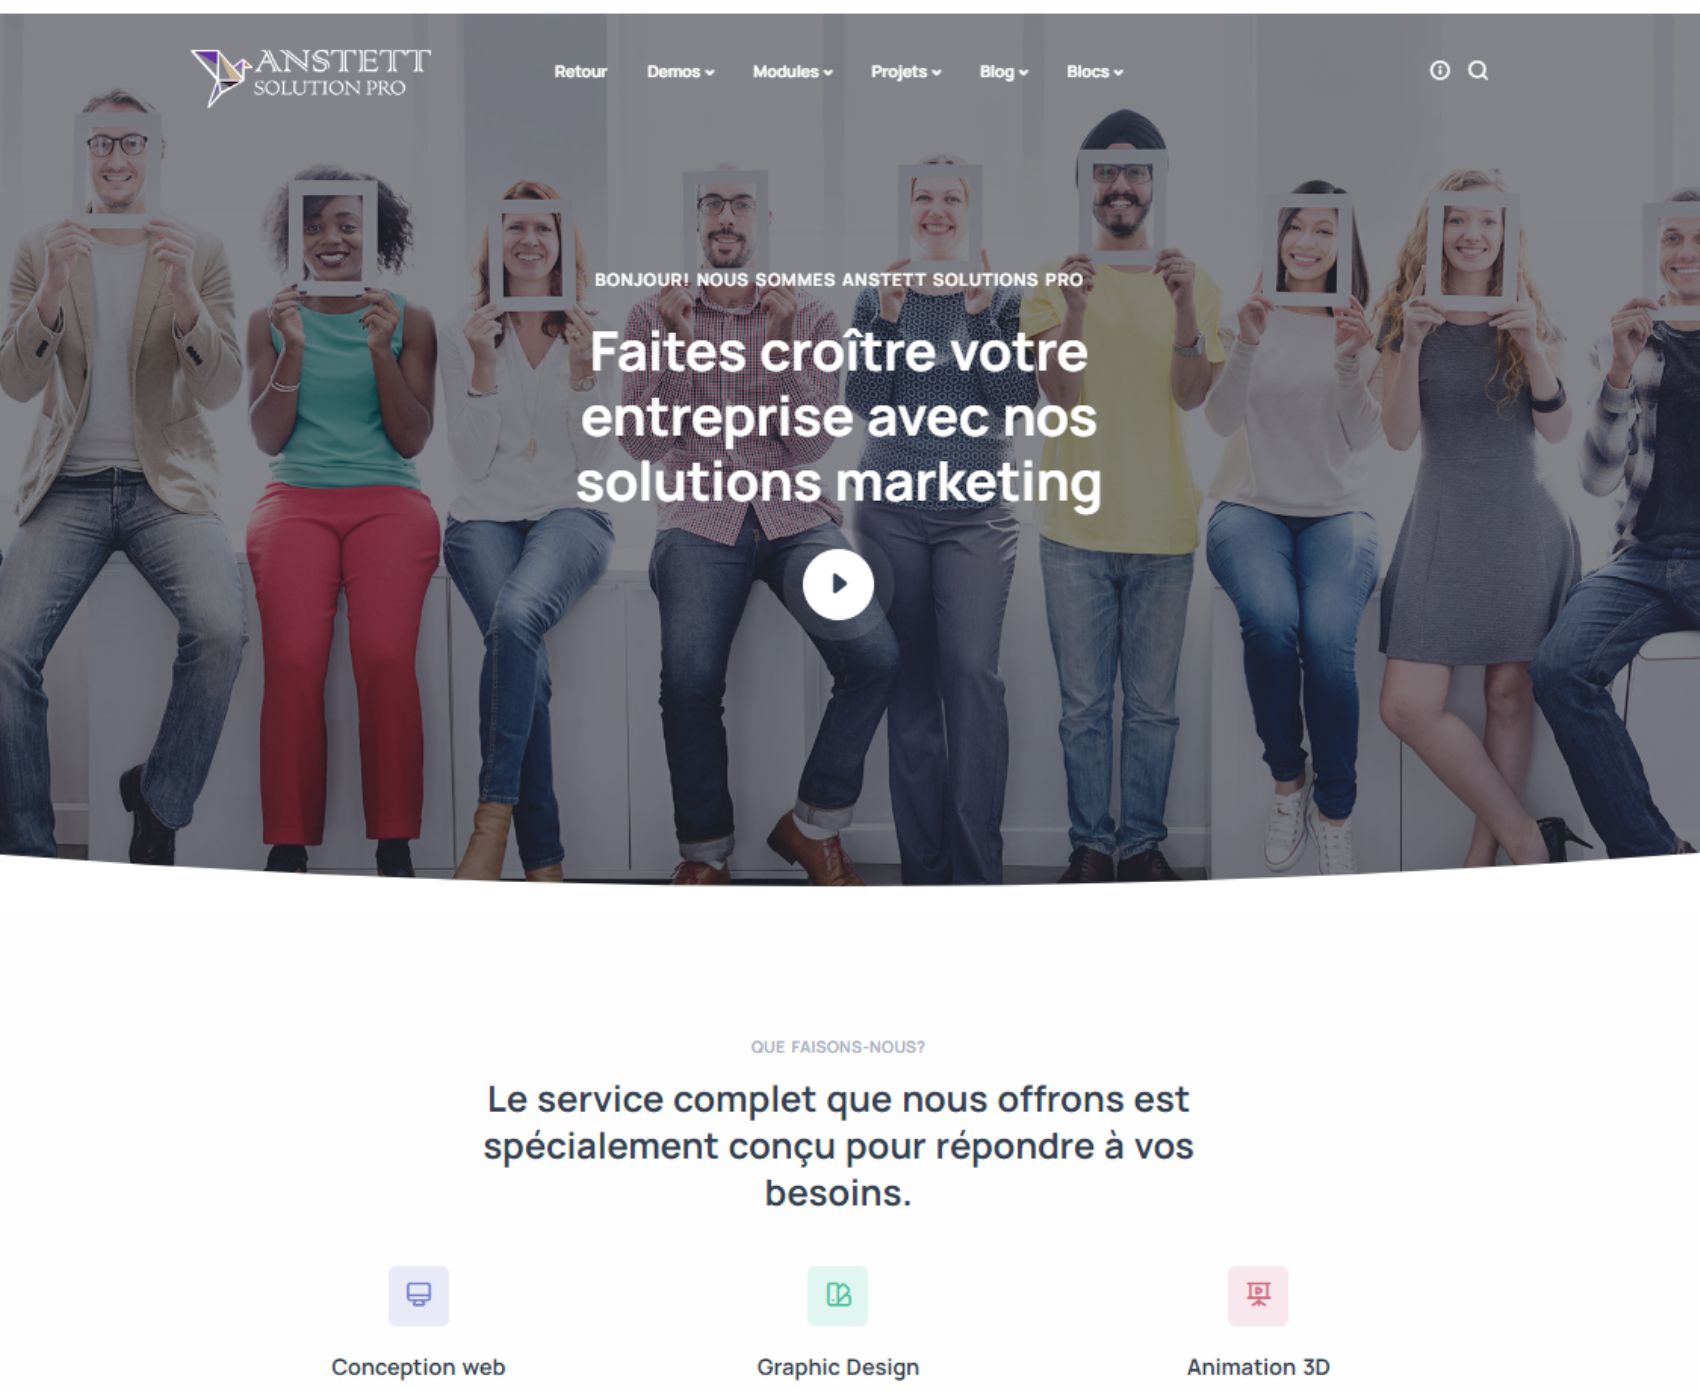 ANSTETT
SOLUTION PRO
Retour Demos Modules Projets Blog Blocs
BONJOUR! NOUS SOMMES ANSTETT SOLUTIONS PRO
Faites croître votre
entreprise avec nos
solutions marketing
QUE FAISONS-NOUS?
Le service complet que nous offrons est
spécialement conçu pour répondre à vos
besoins.
Conception web
Graphic Design
Animation 3D